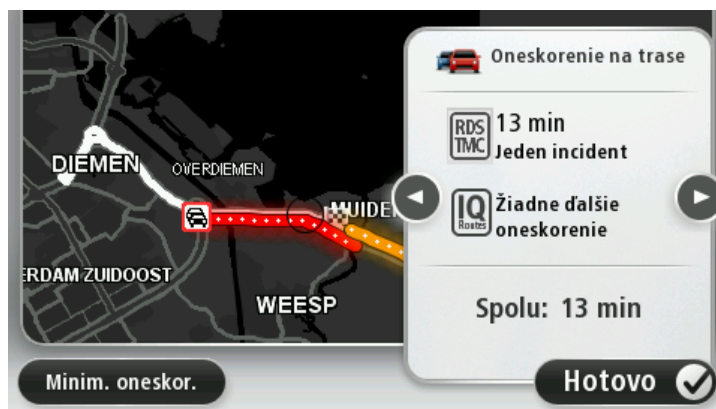 Oneskorenie na trase
RDS
TMC
13 min
Jeden incident
IQ
Routes
Žiadne ďalšie
oneskorenie
Spolu: 13 min
DIEMEN
OVERDIEMEN
MUIDE
ERDAM ZUIDOOST
WEESP
Minim. oneskor.
Hotovo